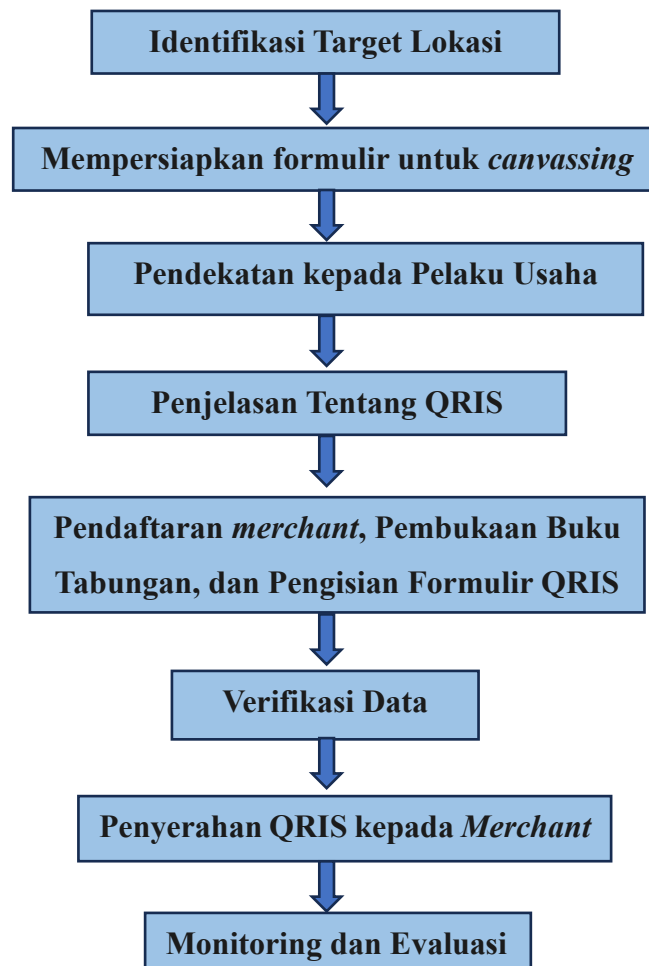 Identifikasi Target Lokasi
Mempersiapkan formulir untuk canvassing
Pendekatan kepada Pelaku Usaha
Penjelasan Tentang QRIS
Pendaftaran merchant, Pembukaan Buku
Tabungan, dan Pengisian Formulir QRIS
Verifikasi Data
Penyerahan QRIS kepada Merchant
Monitoring dan Evaluasi